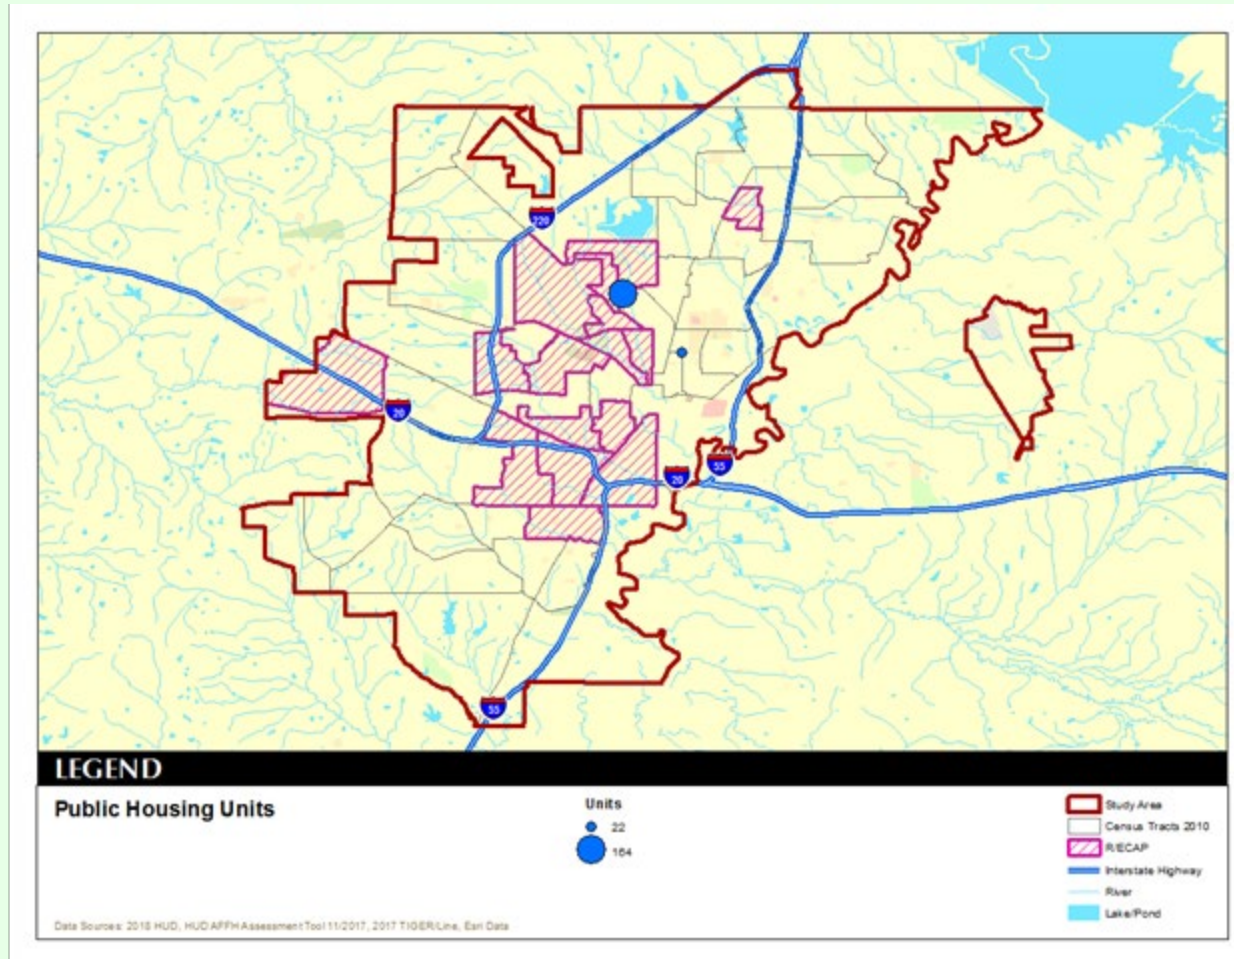 220
20
20
55
55
LEGEND
Public Housing Units
Units
22
164
Study Area
Census Tracts 2010
R/ECAP
Interstate Highway
River
Lake/Pond
Data Sources: 2018 HUD, HUD AFFH Assessment Tool 11/2017, 2017 TIGER/Line, Esri Data